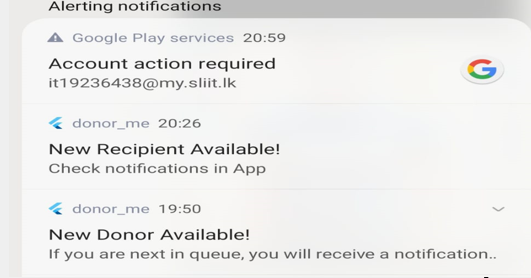 Alerting notifications
Google Play services 20:59
Account action required
it19236438@my.sliit.lk
donor_me 20:26
New Recipient Available!
Check notifications in App
donor_me 19:50
New Donor Available!
If you are next in queue, you will receive a notification..